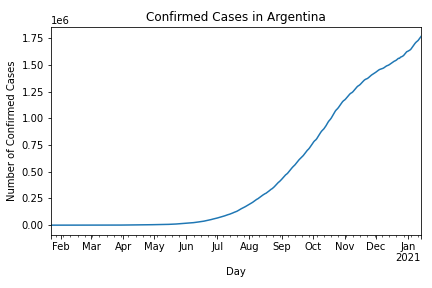 Confirmed Cases in Argentina
1e6
Number of Confirmed Cases
1.75
1.50
1.25
1.00
0.75
0.50
0.25
0.00
Feb Mar Apr May Jun Jul Aug Sep Oct Nov Dec Jan
2021
Day